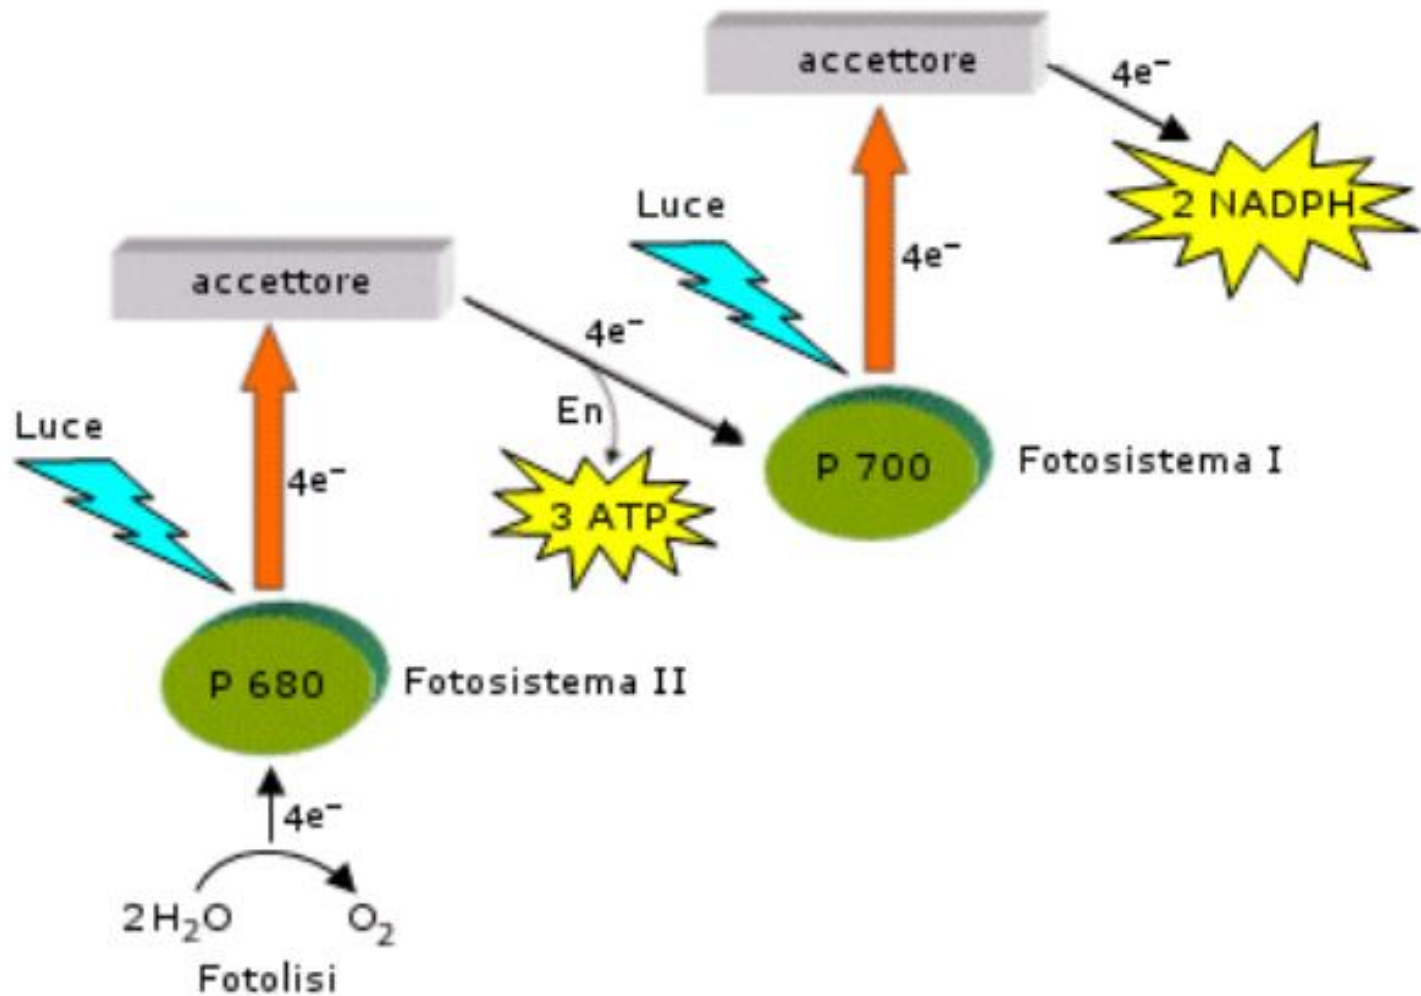 accettore
4e⁻
2 NADPH
Luce
4e⁻
accettore
4e⁻
En
3 ATP
P 700
Fotosistema I
Luce
4e⁻
P 680
Fotosistema II
4e⁻
2H₂O
O₂
Fotolisi